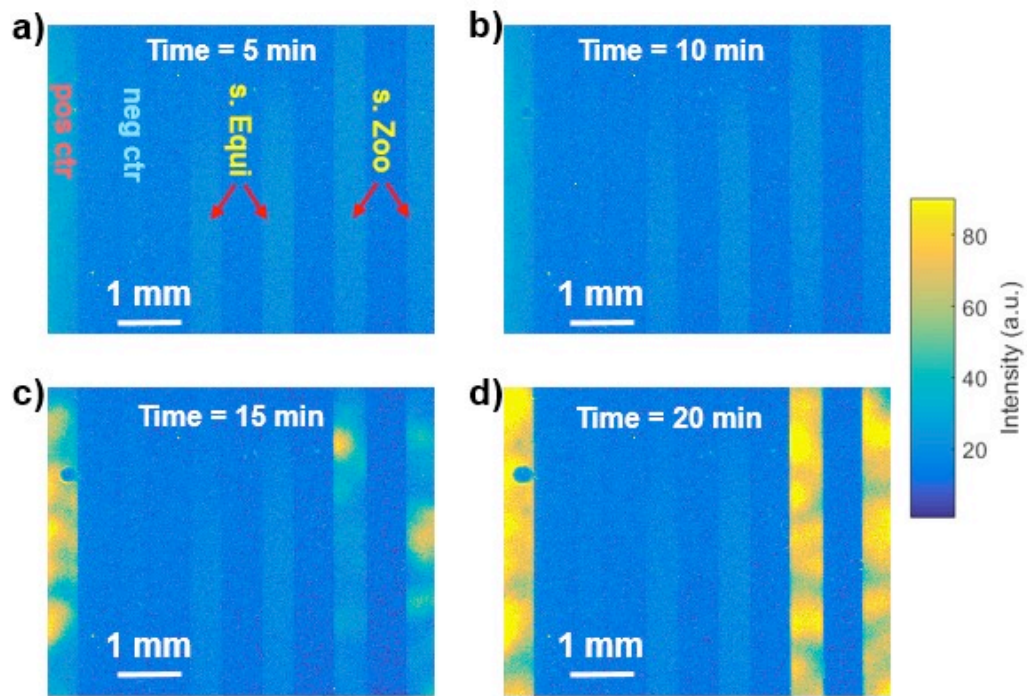 a)
Time = 5 min
pos ctr
neg ctr
s. Equi
s. Zoo
1 mm
b)
Time = 10 min
1 mm
c)
Time = 15 min
1 mm
d)
Time = 20 min
1 mm
80
60
40
20
Intensity (a.u.)